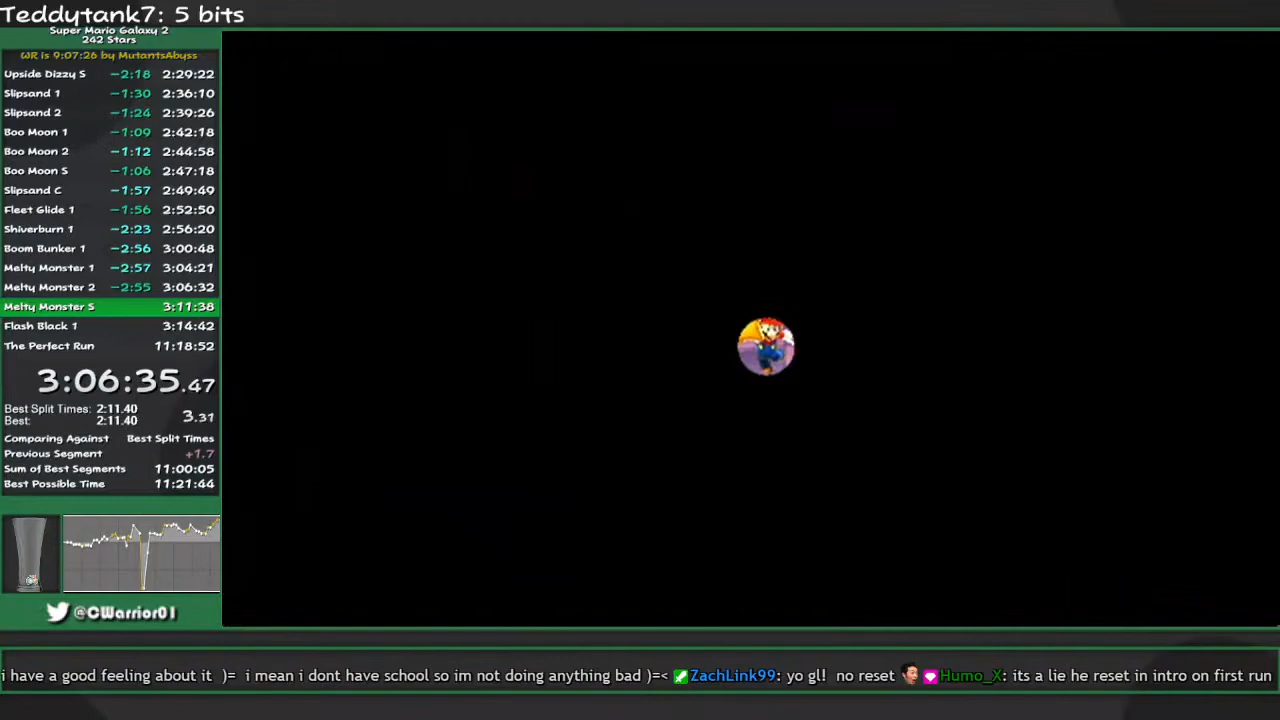 Teddytank7: 5 bits
Super Mario Galaxy 2
242 Stars
WR is 9:07:26 by MutantsAbyss
Upside Dizzy S −2:18 2:29:22
Slipsand 1 −1:30 2:36:10
Slipsand 2 −1:24 2:39:26
Boo Moon 1 −1:09 2:42:18
Boo Moon 2 −1:12 2:44:58
Boo Moon S −1:06 2:47:18
Slipsand C −1:57 2:49:49
Fleet Glide 1 −1:56 2:52:50
Shiverburn 1 −2:23 2:56:20
Boom Bunker 1 −2:56 3:00:48
Melty Monster 1 −2:57 3:04:21
Melty Monster 2 −2:55 3:06:32
Melty Monster S 3:11:38
Flash Black 1 3:14:42
The Perfect Run 11:18:52
3:06:35.47
Best Split Times: 2:11.40
Best: 2:11.40
3.31
Comparing Against Best Split Times
Previous Segment +1.7
Sum of Best Segments 11:00:05
Best Possible Time 11:21:44
@CWarrior01
i have a good feeling about it )= i mean i dont have school so im not doing anything bad )=< ZachLink99: yo gl! no reset Humo_X: its a lie he reset in intro on first run